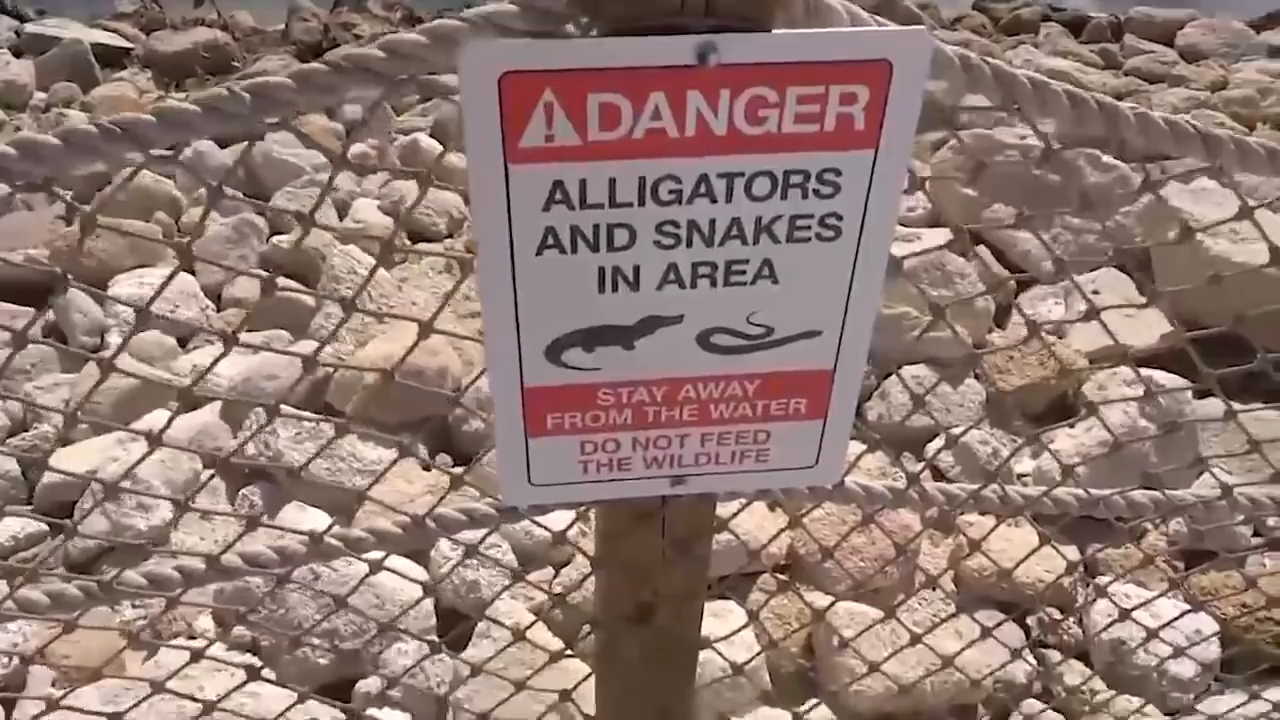 DANGER
ALLIGATORS
AND SNAKES
IN AREA
STAY AWAY
FROM THE WATER
DO NOT FEED
THE WILDLIFE